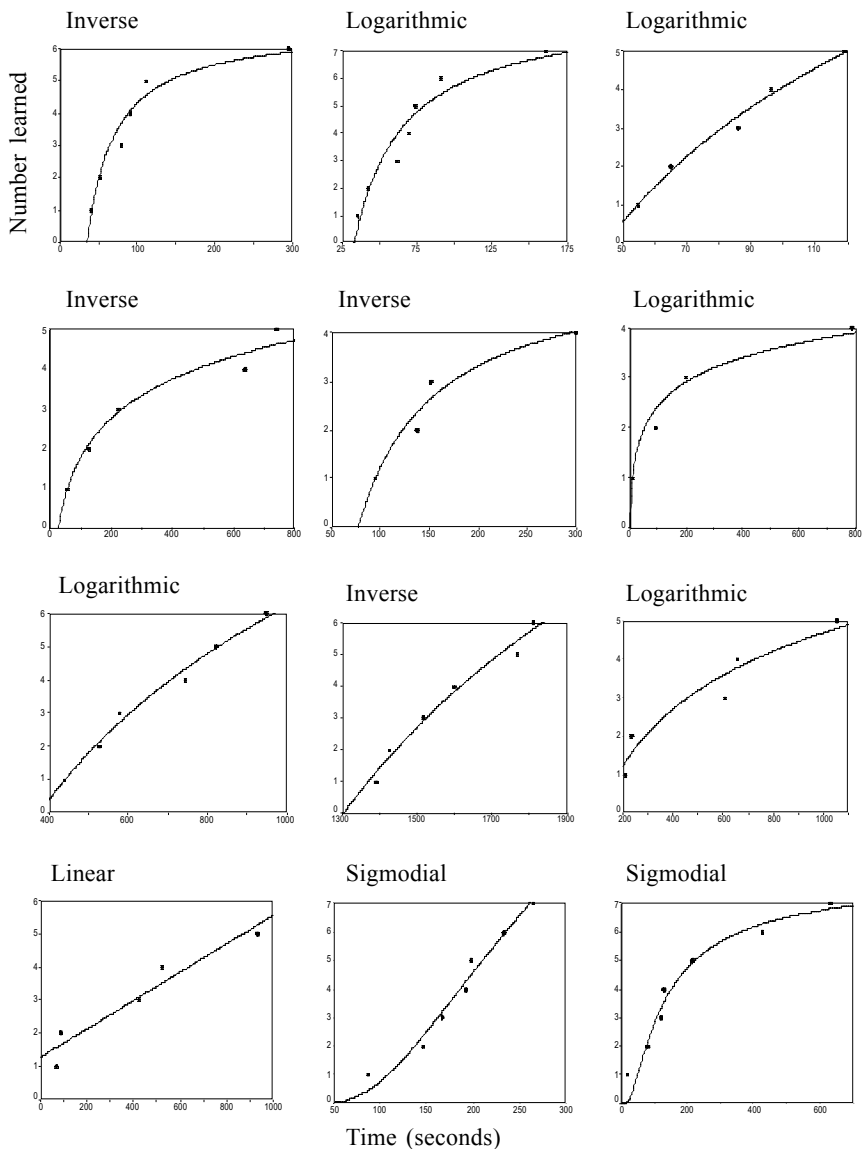 Inverse Logarithmic Logarithmic
Number learned
6 5 4 3 2 1 0
0 100 200 300
7 6 5 4 3 2 1 0
25 75 125 175
5 4 3 2 1 0
50 70 90 110
Inverse Inverse Logarithmic
5 4 3 2 1 0
0 200 400 600 800
4 3 2 1 0
50 100 150 200 250 300
4 3 2 1 0
0 200 400 600 800
Logarithmic Inverse Logarithmic
6 5 4 3 2 1 0
400 600 800 1000
6 5 4 3 2 1 0
1300 1500 1700 1900
5 4 3 2 1 0
200 400 600 800 1000
Linear Sigmodial Sigmodial
6 5 4 3 2 1 0
0 200 400 600 800 1000
7 6 5 4 3 2 1 0
50 100 150 200 250 300
7 6 5 4 3 2 1 0
0 200 400 600
Time (seconds)